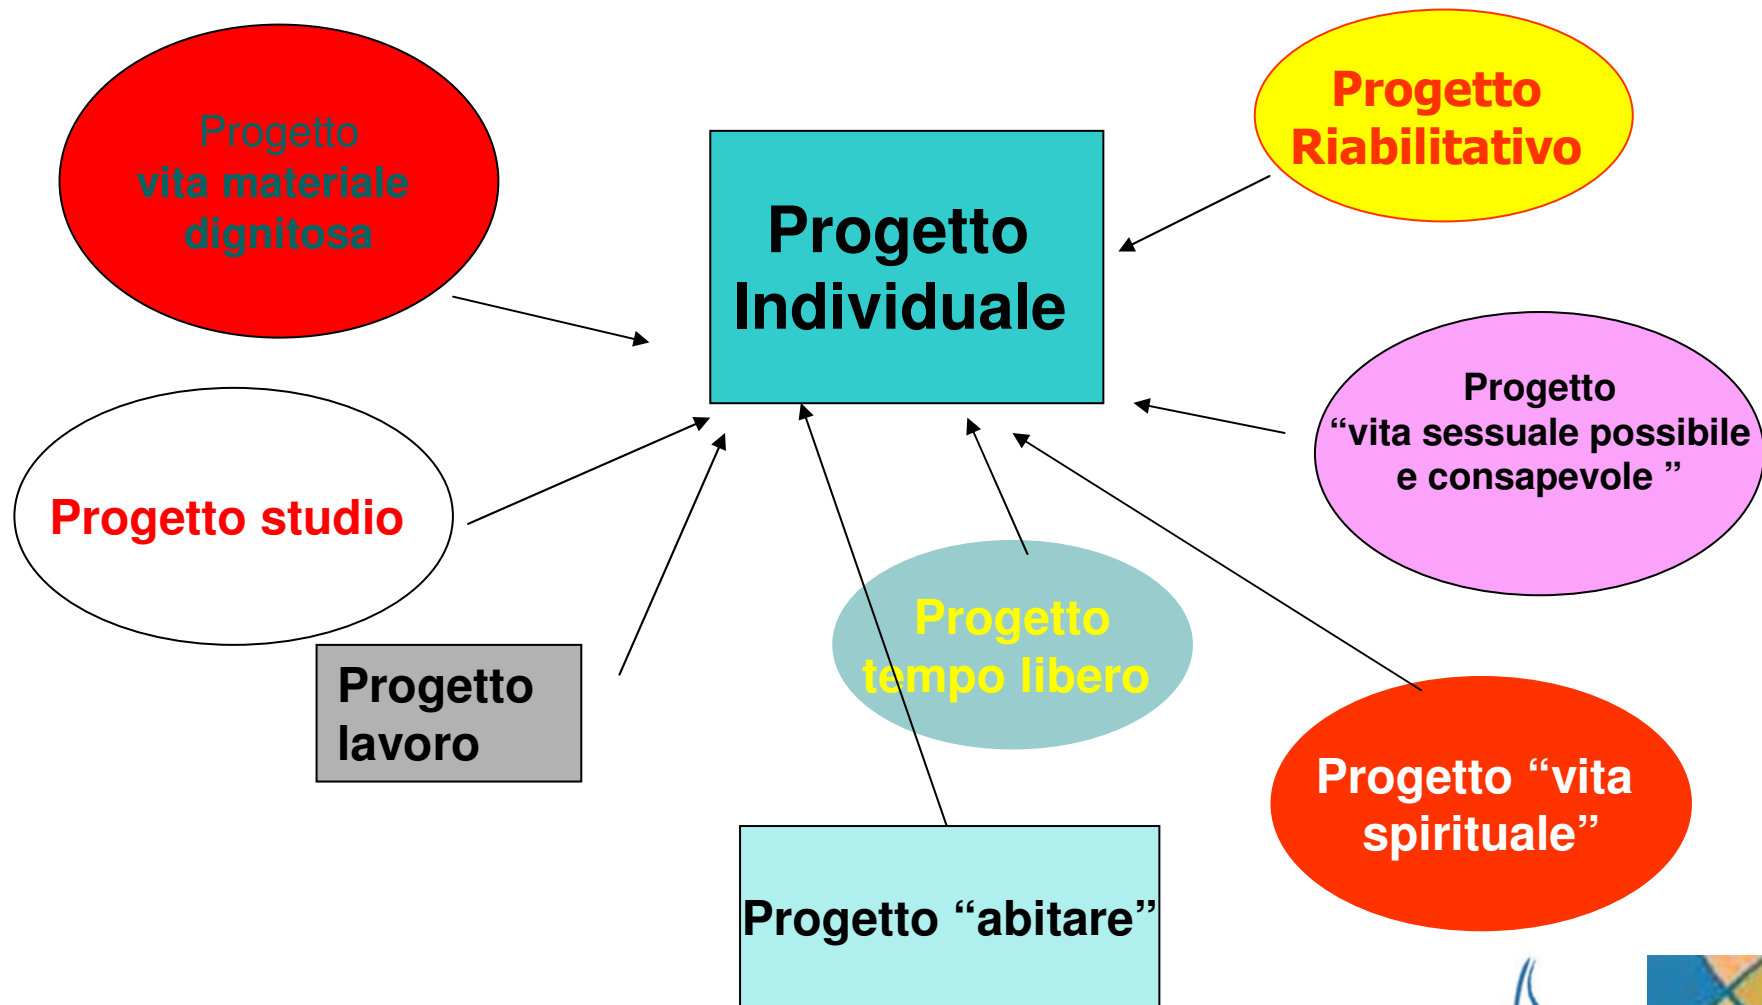 Progetto
vita materiale
dignitosa
Progetto
Individuale
Progetto
Riabilitativo
Progetto
“vita sessuale possibile
e consapevole ”
Progetto studio
Progetto
lavoro
Progetto
tempo libero
Progetto “vita
spirituale”
Progetto “abitare”